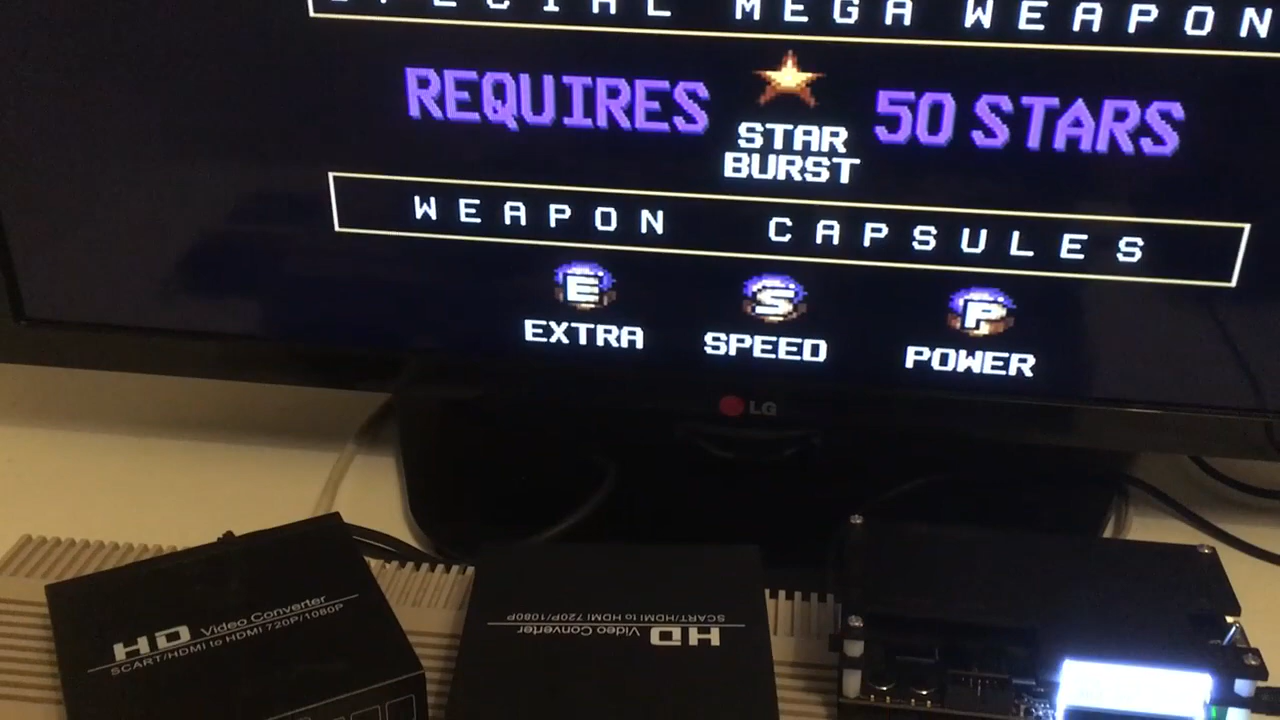 SPECIAL MEGA WEAPON
REQUIRES
STAR
BURST
50 STARS
WEAPON CAPSULES
E
S
P
EXTRA
SPEED
POWER
LG
HD Video Converter
SCART/HDMI to HDMI 720P/1080P
HD Video Converter
SCART/HDMI to HDMI 720P/1080P